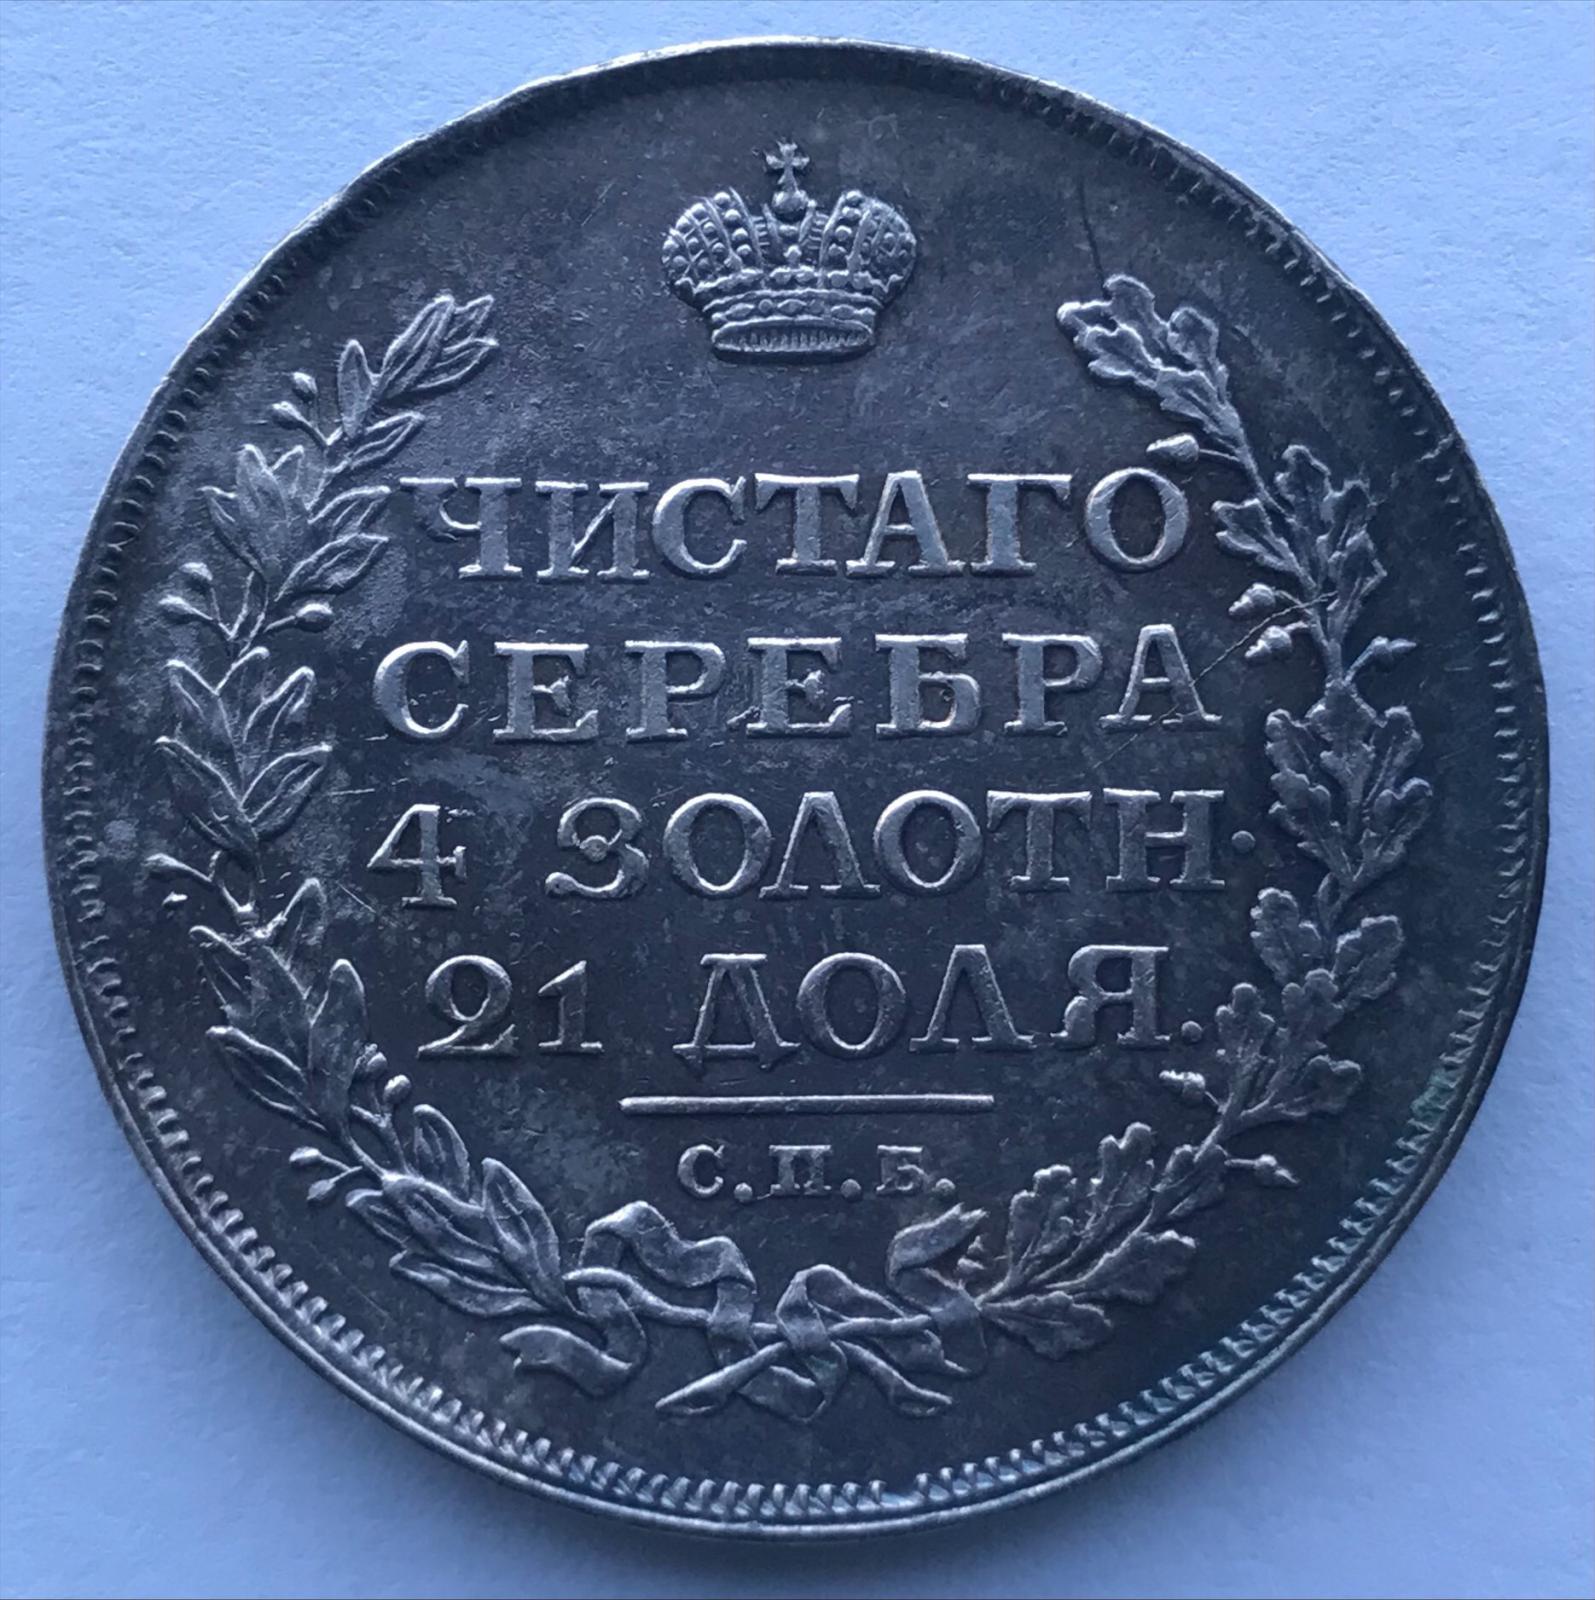 ЧИСТАГО
СЕРЕБРА
4 ЗОЛОТН·
21 ДОЛЯ.
С.П.Б.